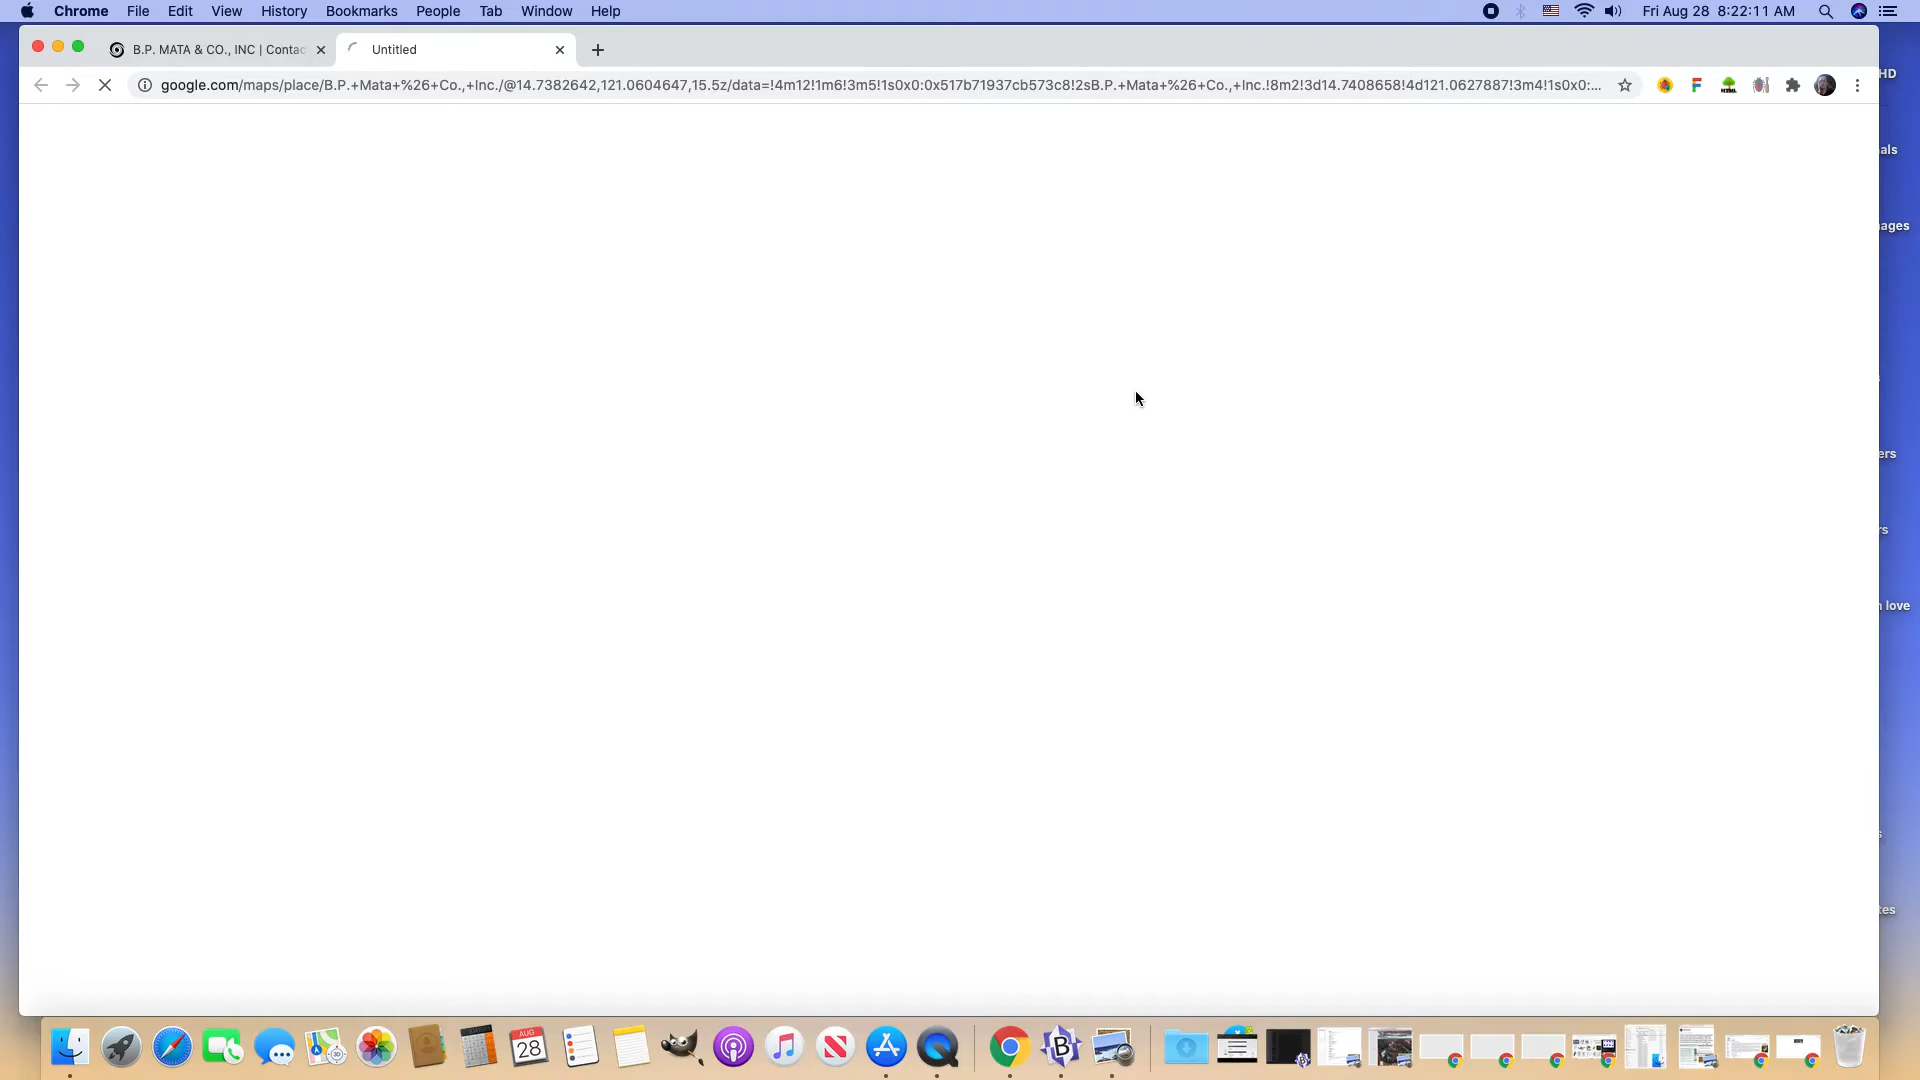 Chrome File Edit View History Bookmarks People Tab Window Help Fri Aug 28 8:22:11 AM
B.P. MATA & CO., INC | Contac Untitled
google.com/maps/place/B.P.+Mata+%26+Co.,+Inc./@14.7382642,121.0604647,15.5z/data=!4m12!1m6!3m5!1s0x0:0x517b71937cb573c8!2sB.P.+Mata+%26+Co.,+Inc.!8m2!3d14.7408658!4d121.0627887!3m4!1s0x0:...
HD
als
ages
ers
rs
n love
tes
AUG
28